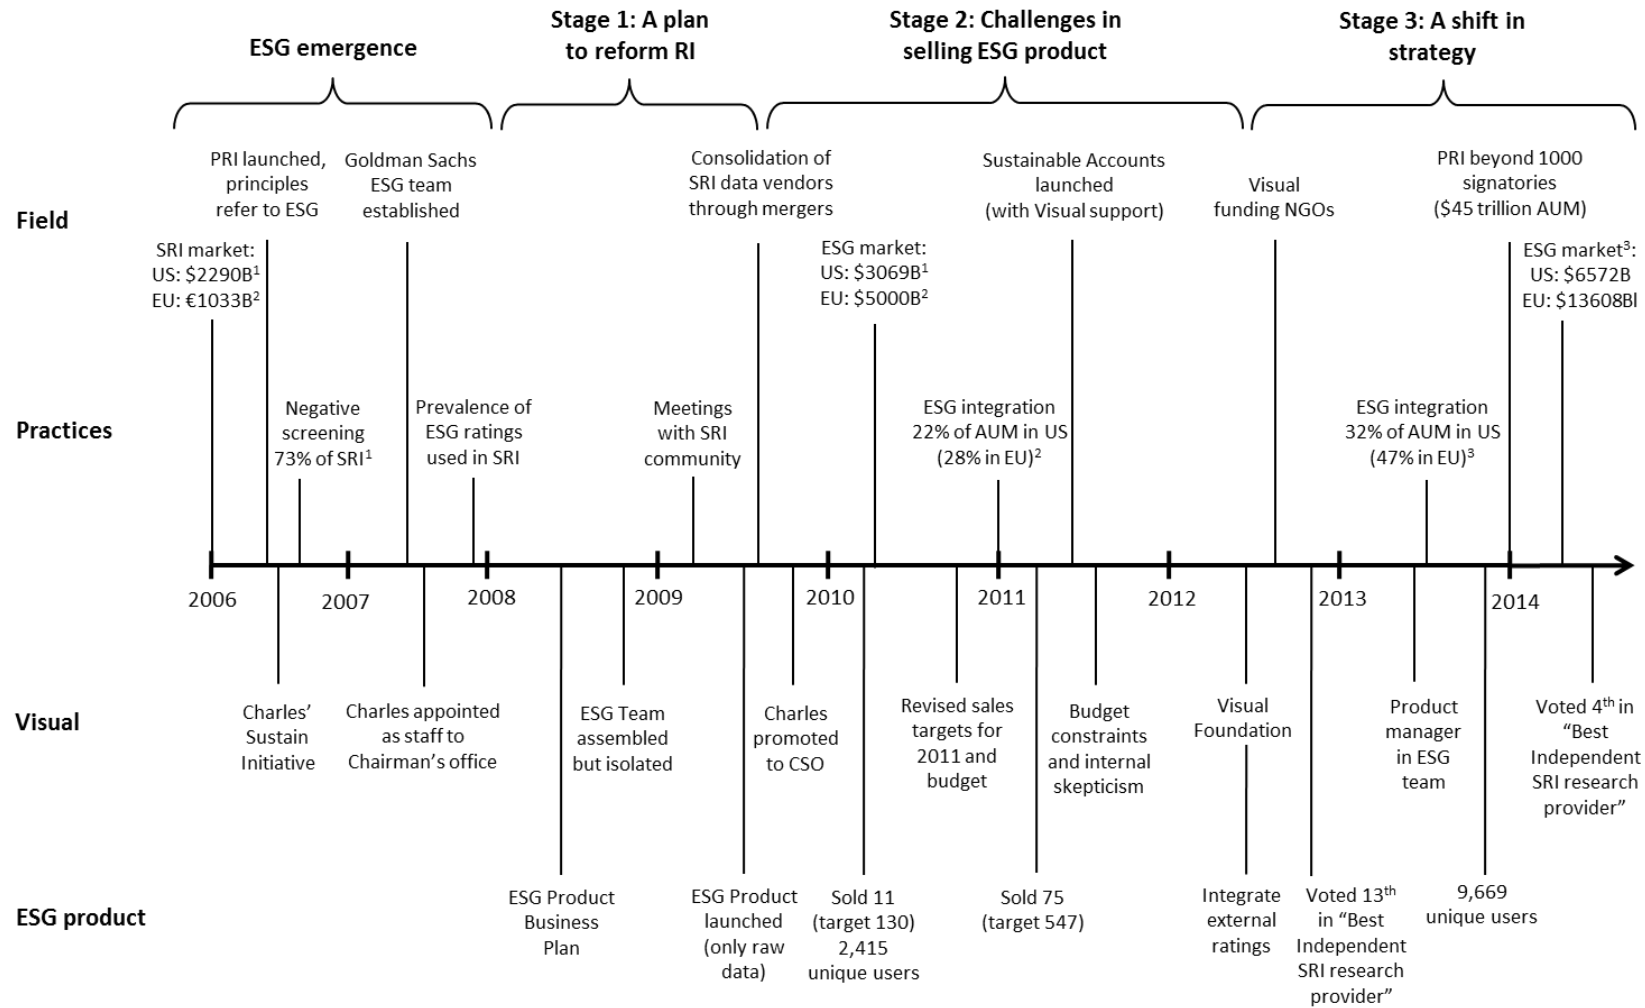 ESG emergence
Stage 1: A plan
to reform RI
Stage 2: Challenges in
selling ESG product
Stage 3: A shift in
strategy
Field
PRI launched,
principles
refer to ESG
Goldman Sachs
ESG team
established
Consolidation of
SRI data vendors
through mergers
Sustainable Accounts
launched
(with Visual support)
Visual
funding NGOs
PRI beyond 1000
signatories
($45 trillion AUM)
SRI market:
US: $2290B¹
EU: €1033B²
ESG market:
US: $3069B¹
EU: $5000B²
ESG market³:
US: $6572B
EU: $13608Bl
Practices
Negative
screening
73% of SRI¹
Prevalence of
ESG ratings
used in SRI
Meetings
with SRI
community
ESG integration
22% of AUM in US
(28% in EU)²
ESG integration
32% of AUM in US
(47% in EU)³
2006
2007
2008
2009
2010
2011
2012
2013
2014
Visual
Charles’
Sustain
Initiative
Charles appointed
as staff to
Chairman’s office
ESG Team
assembled
but isolated
Charles
promoted
to CSO
Revised sales
targets for
2011 and
budget
Budget
constraints
and internal
skepticism
Visual
Foundation
Product
manager
in ESG
team
Voted 4th in
“Best
Independent
SRI research
provider”
ESG product
ESG Product
Business
Plan
ESG Product
launched
(only raw
data)
Sold 11
(target 130)
2,415
unique users
Sold 75
(target 547)
Integrate
external
ratings
Voted 13th
in “Best
Independent
SRI research
provider”
9,669
unique users